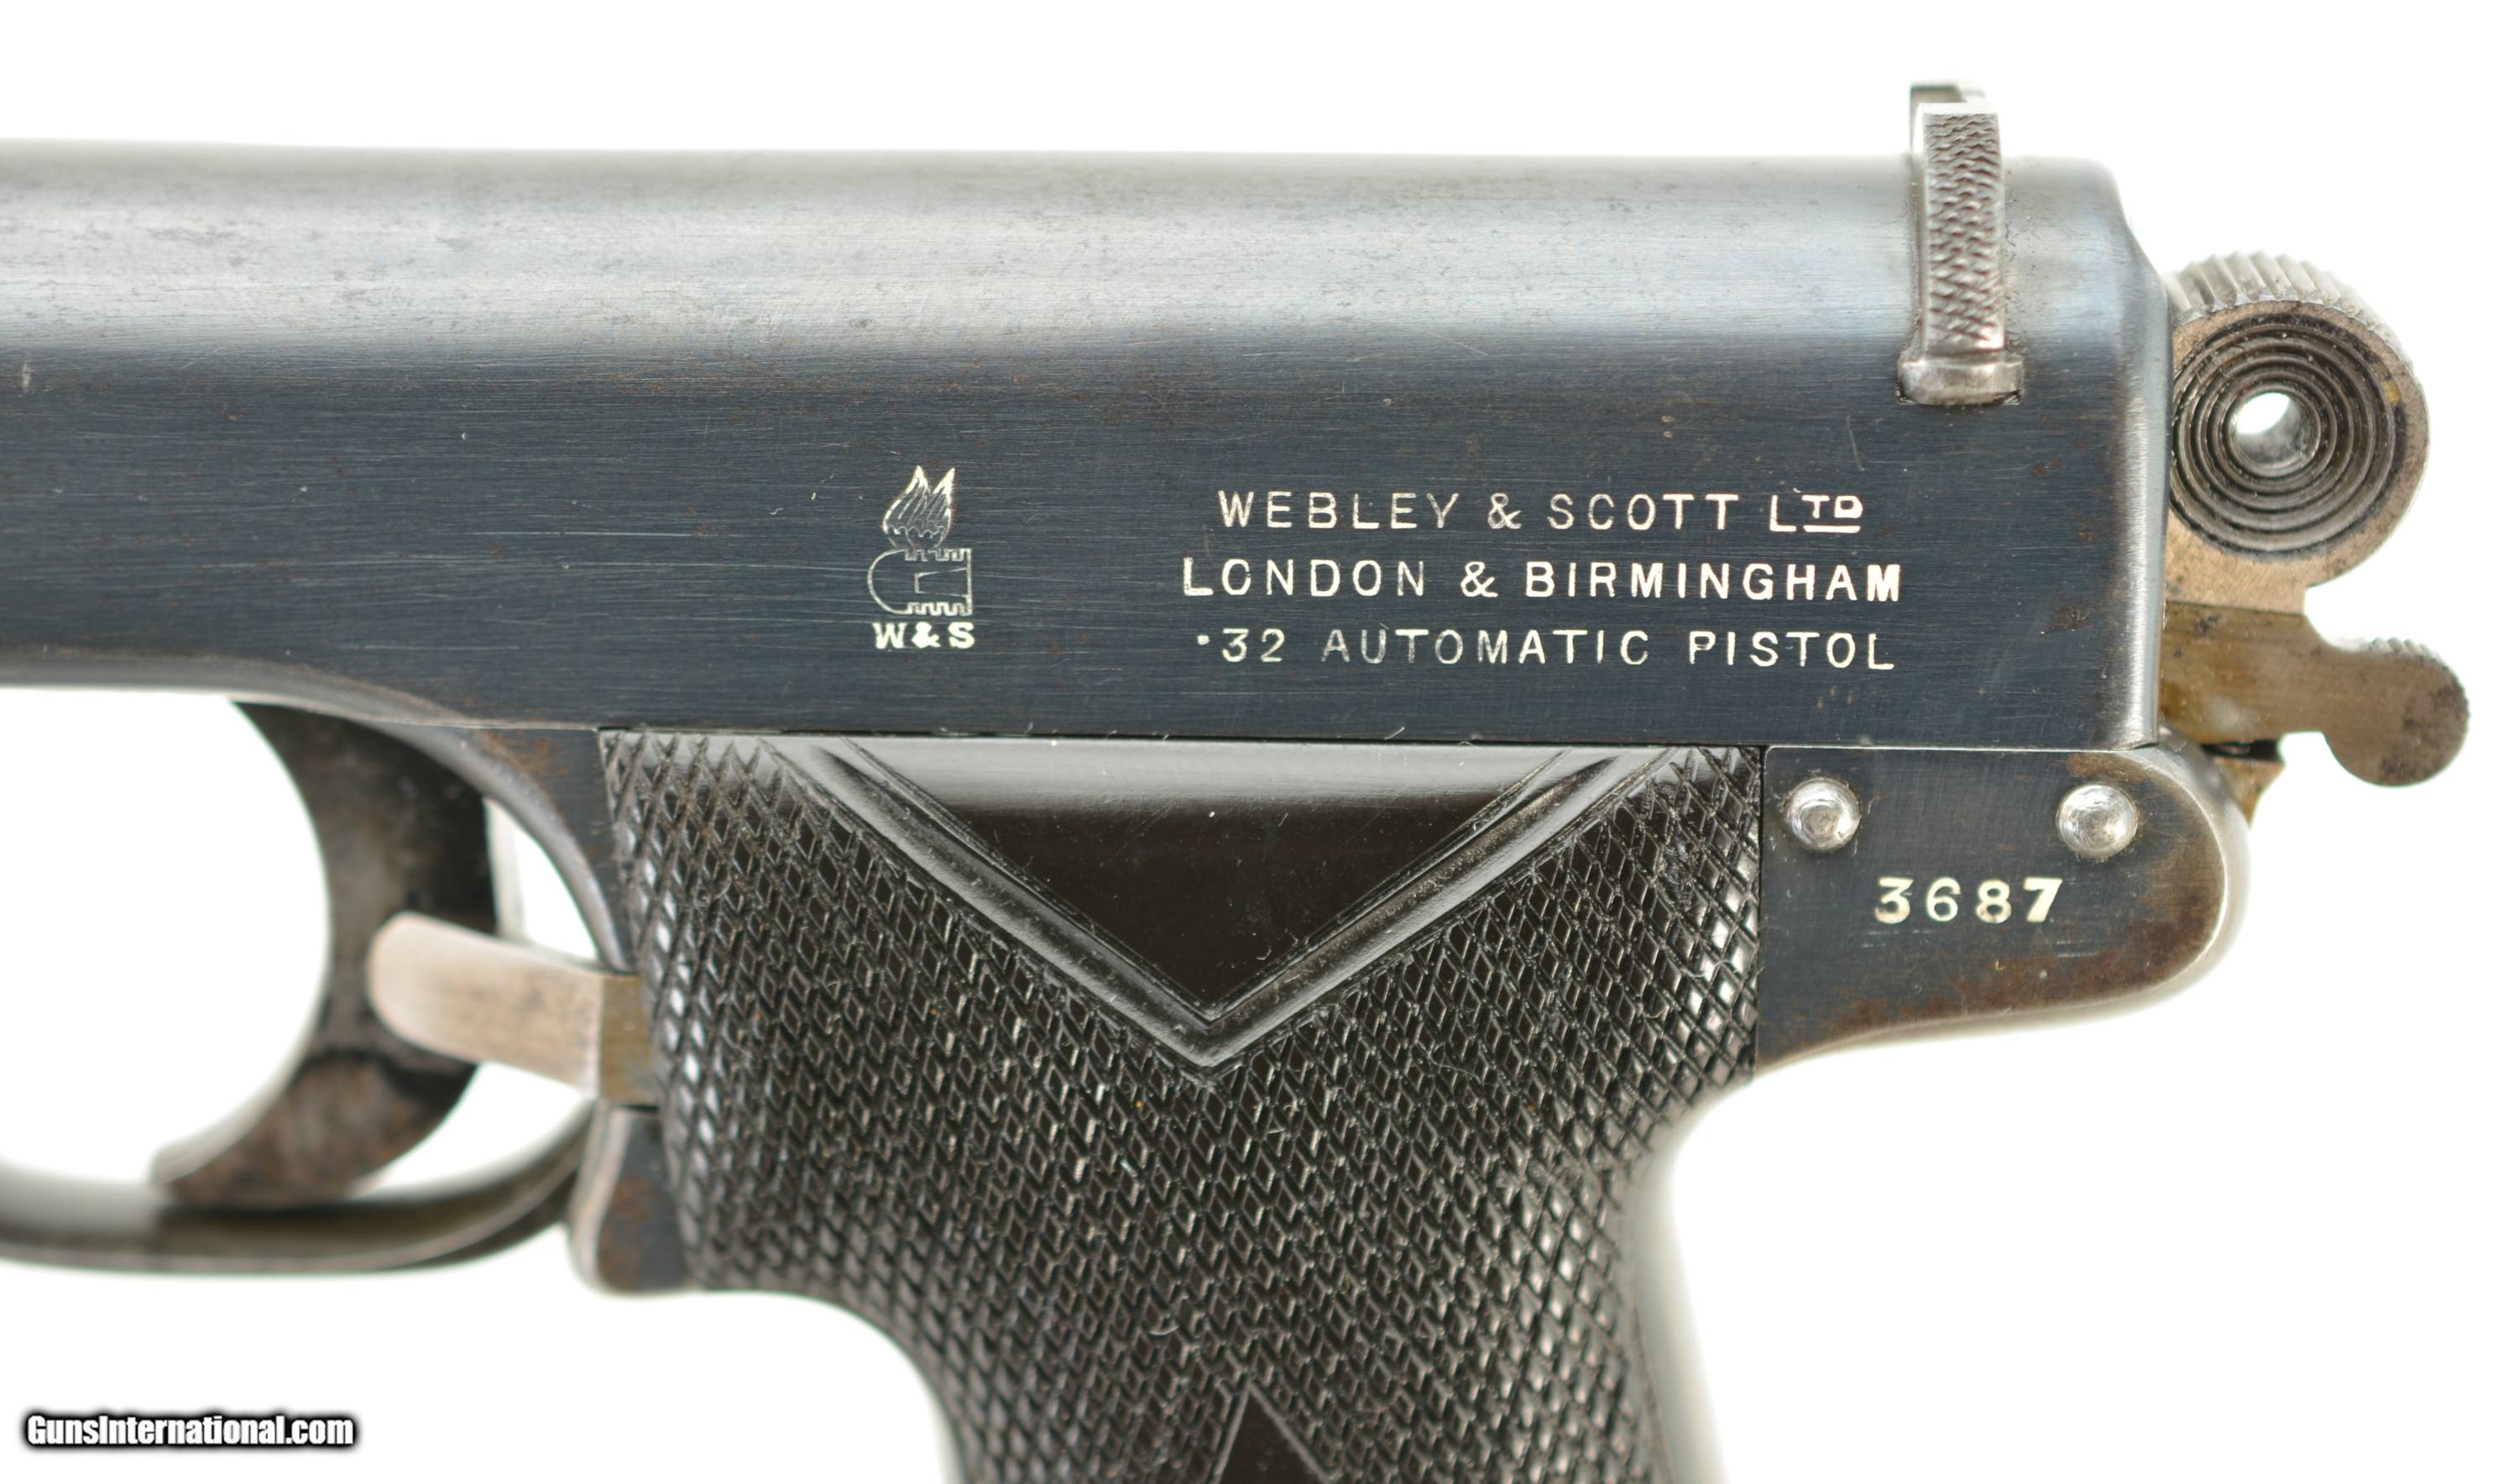 WEBLEY & SCOTT LTD
LONDON & BIRMINGHAM
·32 AUTOMATIC PISTOL
W&S
3687
GunsInternational.com